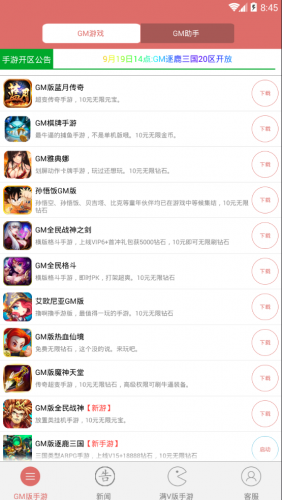 8:45
GM游戏
GM助手
手游开区公告
9月19日14点,GM逐鹿三国20区开放
GM版蓝月传奇
超变传奇手游，10元无限元宝。
下载
GM棋牌手游
最牛逼的捕鱼手游，不是单机版哦。10元无限金币。
下载
GM雅典娜
剑舞动作卡牌手游，玩过还想玩。10元无限钻石。
下载
孙悟饭GM版
孙悟空、孙悟饭、贝吉塔、比克等童年伙伴均已在游戏中等候集结，10元无限钻石
下载
GM全民战神之剑
横版格斗手游，上线VIP6+首冲礼包获5000钻石，10元即可无限刷钻石
下载
GM全民格斗
横版格斗手游，即时PK，打架超爽。10元无限钻石。
下载
艾欧尼亚GM版
撸啊撸手游版，最值得一玩的手游。10元无限钻石。
下载
GM版热血仙境
免费无限钻石，这个没的说。来玩吧。
下载
GM版魔神天堂
传奇超变手游，10元无限钻石，高级权限可刷牛逼装备。
下载
GM版全民战神【新游】
放置类挂机手游，10元无限元宝。
下载
GM版逐鹿三国【新游】
三国类型ARPG年游，上线VIP15+18888钻石，10元无限钻石
启动
GM版手游
新闻
满V版手游
客服